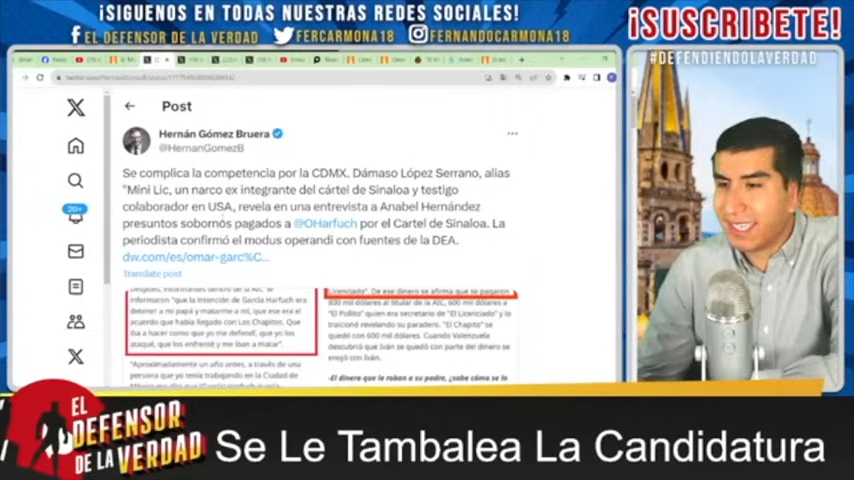 ¡SIGUENOS EN TODAS NUESTRAS REDES SOCIALES!
EL DEFENSOR DE LA VERDAD
FERCARMONA18
FERNANDOCARMONA18
¡SUSCRIBETE!
#DEFENDIENDOLAVERDAD
Post
Hernán Gómez Bruera
@HernanGomezB
Se complica la competencia por la CDMX. Dámaso López Serrano, alias
"Mini Lic, un narco ex integrante del cártel de Sinaloa y testigo
colaborador en USA, revela en una entrevista a Anabel Hernández
presuntos sobornos pagados a @OHarfuch por el Cartel de Sinaloa. La
periodista confirmó el modus operandi con fuentes de la DEA.
dw.com/es/omar-garc%C...
Translate post
20+
Después, informantes dentro de la AIC le
informaron "que la intención de García Harfuch era
detener a mi papá y matarme a mí, que ese era el
acuerdo que había llegado con Los Chapitos. Que
iba a hacer como que yo me defendí, que yo los
ataqué, que los enfrenté y me iban a matar".
"Aproximadamente un año antes, a través de una
persona que yo tenía trabajando en la Ciudad de
Licenciado". De ese dinero se afirma que se pagaron
800 mil dólares al titular de la AIC, 600 mil dólares a
"El Pollito" quien era secretario de "El Licenciado" y lo
traicionó revelando su paradero. "El Chapito" se
quedó con 600 mil dólares. Cuando Valenzuela
descubrió que Iván se quedó con parte del dinero se
enojó con Iván.
-El dinero que le roban a su padre, ¿sabe cómo se lo
EL
DEFENSOR
DE LA VERDAD
Se Le Tambalea La Candidatura